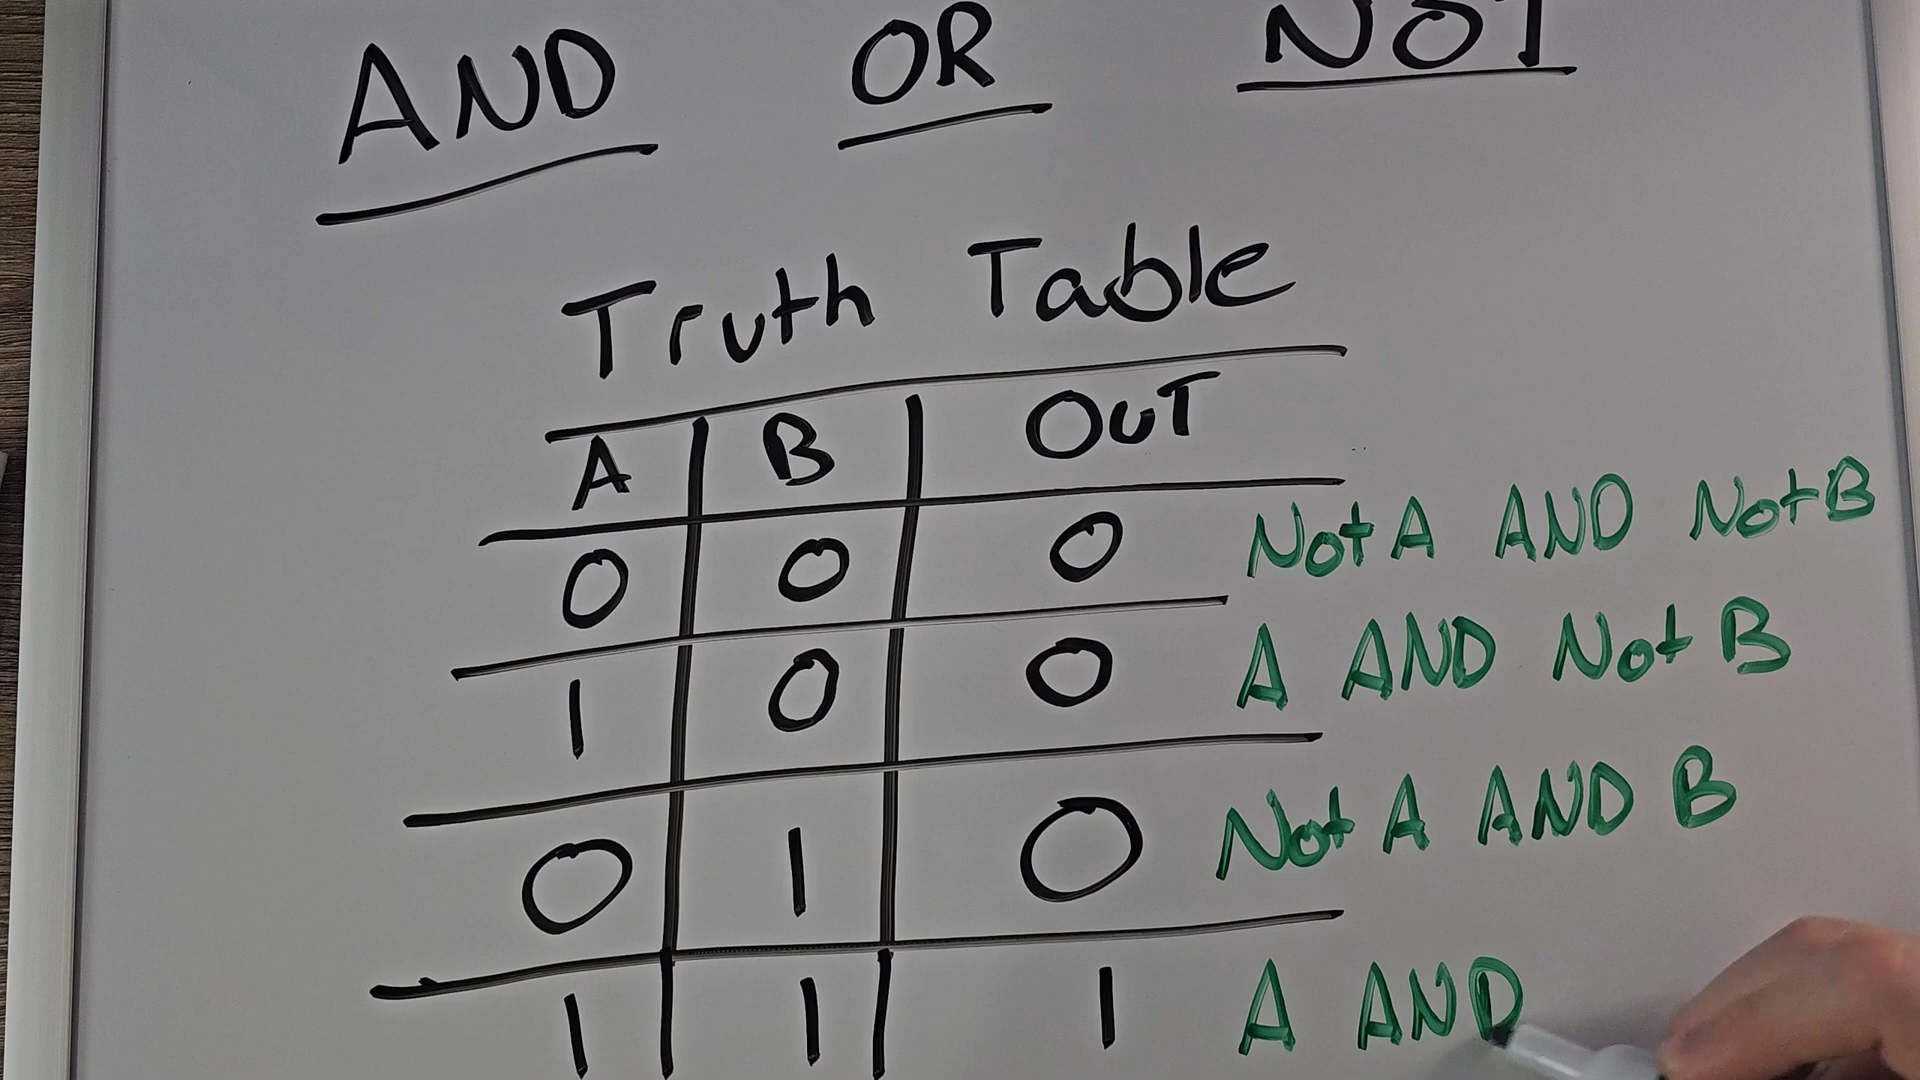 AND OR NOT
Truth Table
A B OUT
0 0 0 Not A AND Not B
1 0 0 A AND Not B
0 1 0 Not A AND B
1 1 1 A AND